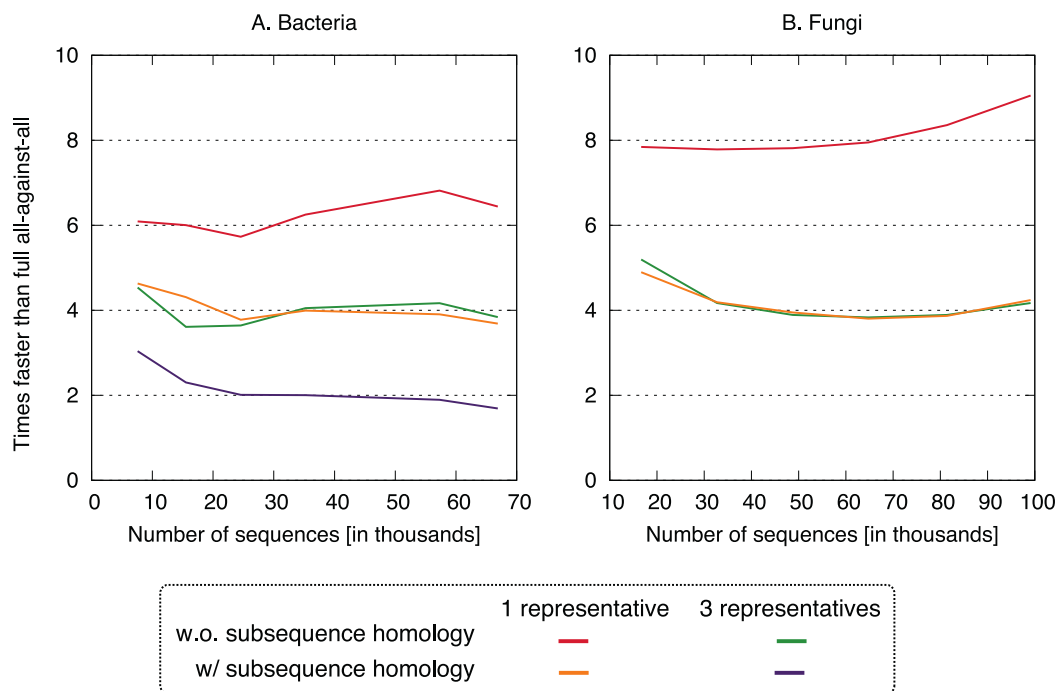 A. Bacteria
B. Fungi
Times faster than full all-against-all
10
8
6
4
2
0
0 10 20 30 40 50 60 70
Number of sequences [in thousands]
10
8
6
4
2
0
10 20 30 40 50 60 70 80 90 100
Number of sequences [in thousands]
1 representative 3 representatives
w.o. subsequence homology
w/ subsequence homology